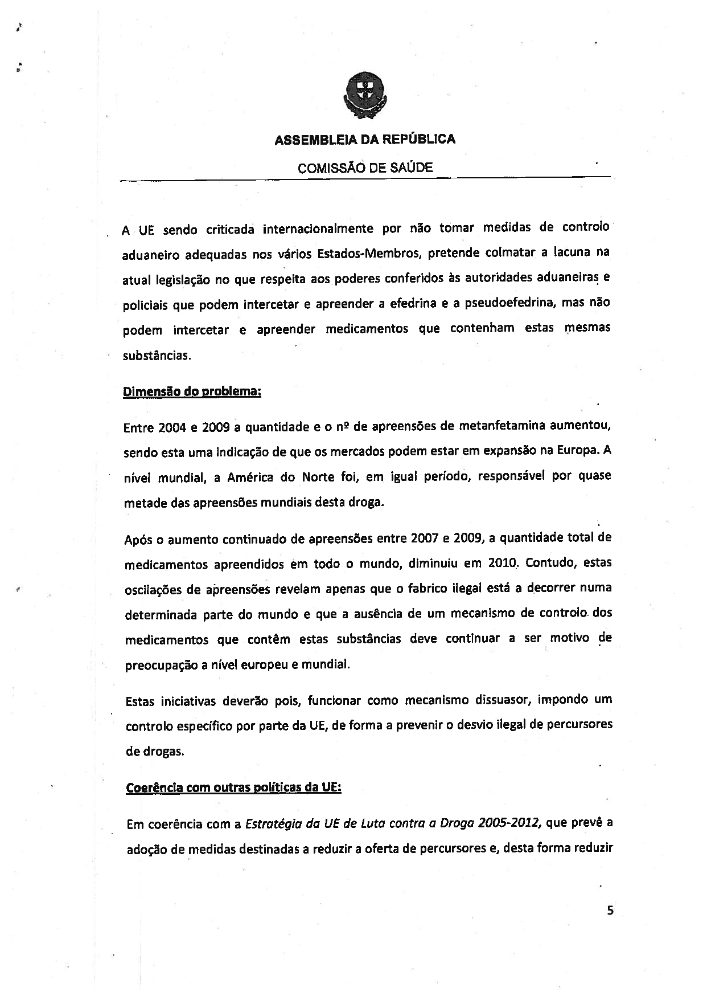 ASSEMBLEIA DA REPÚBLICA
COMISSÃO DE SAÚDE
A UE sendo criticada internacionalmente por não tomar medidas de controlo
aduaneiro adequadas nos vários Estados-Membros, pretende colmatar a lacuna na
atual legislação no que respeita aos poderes conferidos às autoridades aduaneiras e
policiais que podem intercetar e apreender a efedrina e a pseudoefedrina, mas não
podem intercetar e apreender medicamentos que contenham estas mesmas
substâncias.
Dimensão do problema:
Entre 2004 e 2009 a quantidade e o nº de apreensões de metanfetamina aumentou,
sendo esta uma indicação de que os mercados podem estar em expansão na Europa. A
nível mundial, a América do Norte foi, em igual período, responsável por quase
metade das apreensões mundiais desta droga.
Após o aumento continuado de apreensões entre 2007 e 2009, a quantidade total de
medicamentos apreendidos em todo o mundo, diminuiu em 2010. Contudo, estas
oscilações de apreensões revelam apenas que o fabrico ilegal está a decorrer numa
determinada parte do mundo e que a ausência de um mecanismo de controlo dos
medicamentos que contêm estas substâncias deve continuar a ser motivo de
preocupação a nível europeu e mundial.
Estas iniciativas deverão pois, funcionar como mecanismo dissuasor, impondo um
controlo específico por parte da UE, de forma a prevenir o desvio ilegal de percursores
de drogas.
Coerência com outras políticas da UE:
Em coerência com a Estratégia da UE de Luta contra a Droga 2005-2012, que prevê a
adoção de medidas destinadas a reduzir a oferta de percursores e, desta forma reduzir
5